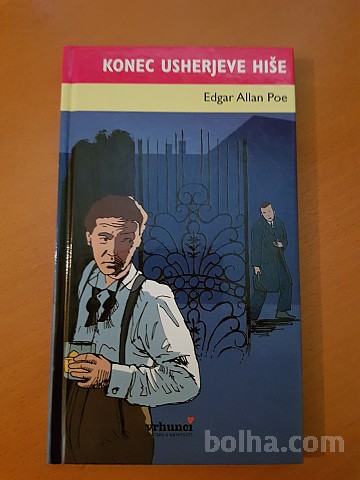 KONEC USHERJEVE HIŠE
Edgar Allan Poe
vrhunci
bolha.com